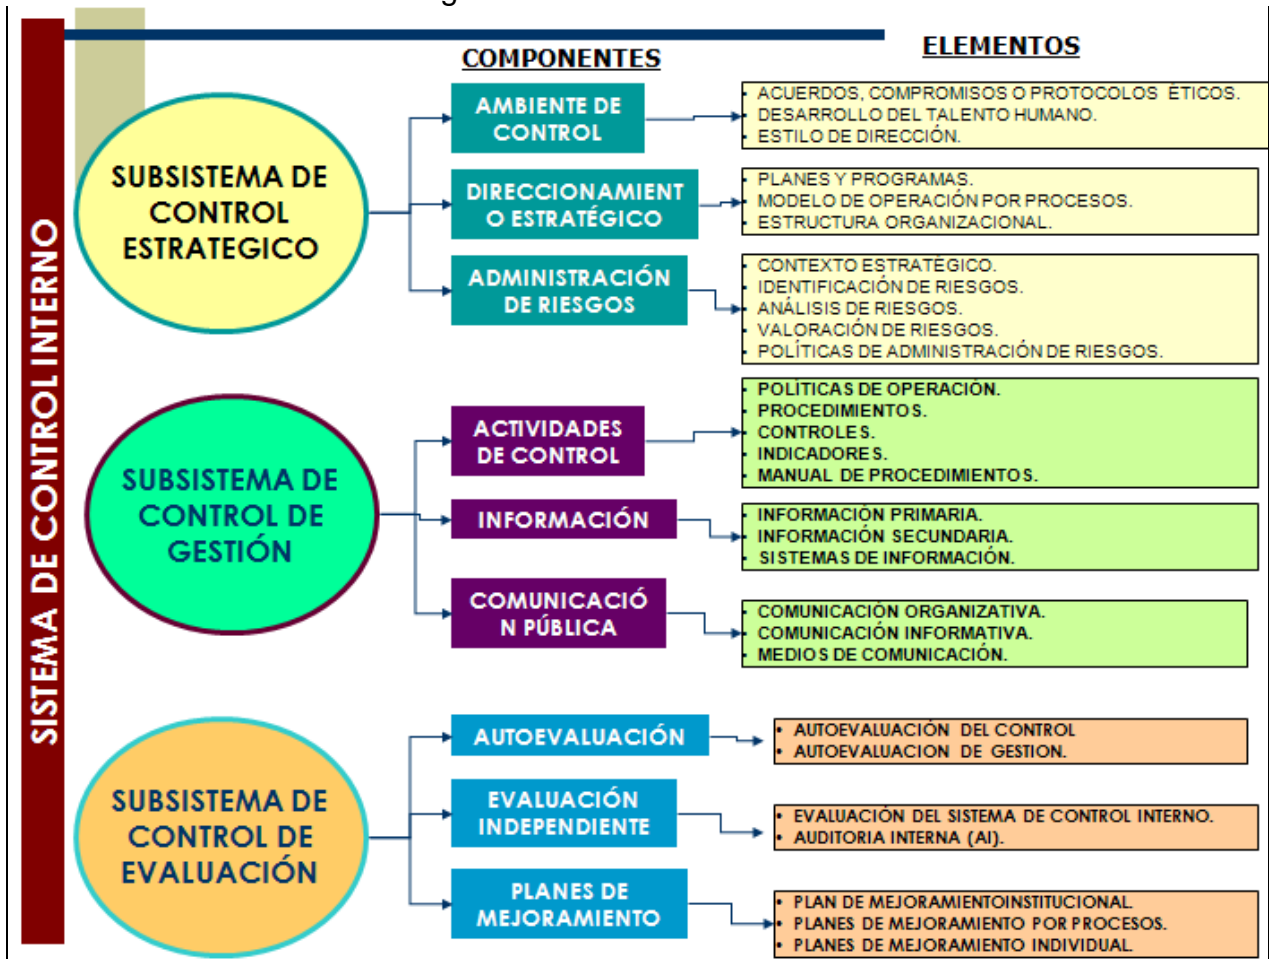 g
COMPONENTES
ELEMENTOS
SISTEMA DE CONTROL INTERNO
SUBSISTEMA DE
CONTROL
ESTRATEGICO
AMBIENTE DE
CONTROL
• ACUERDOS, COMPROMISOS O PROTOCOLOS ÉTICOS.
• DESARROLLO DEL TALENTO HUMANO.
• ESTILO DE DIRECCIÓN.
DIRECCIONAMIENT
O ESTRATÉGICO
• PLANES Y PROGRAMAS.
• MODELO DE OPERACIÓN POR PROCESOS.
• ESTRUCTURA ORGANIZACIONAL.
ADMINISTRACIÓN
DE RIESGOS
• CONTEXTO ESTRATÉGICO.
• IDENTIFICACIÓN DE RIESGOS.
• ANÁLISIS DE RIESGOS.
• VALORACIÓN DE RIESGOS.
• POLÍTICAS DE ADMINISTRACIÓN DE RIESGOS.
SUBSISTEMA DE
CONTROL DE
GESTIÓN
ACTIVIDADES
DE CONTROL
• POLÍTICAS DE OPERACIÓN.
• PROCEDIMIENTOS.
• CONTROLES.
• INDICADORES.
• MANUAL DE PROCEDIMIENTOS.
INFORMACIÓN
• INFORMACIÓN PRIMARIA.
• INFORMACIÓN SECUNDARIA.
• SISTEMAS DE INFORMACIÓN.
COMUNICACIÓ
N PÚBLICA
• COMUNICACIÓN ORGANIZATIVA.
• COMUNICACIÓN INFORMATIVA.
• MEDIOS DE COMUNICACIÓN.
SUBSISTEMA DE
CONTROL DE
EVALUACIÓN
AUTOEVALUACIÓN
• AUTOEVALUACIÓN DEL CONTROL
• AUTOEVALUACION DE GESTION.
EVALUACIÓN
INDEPENDIENTE
• EVALUACIÓN DEL SISTEMA DE CONTROL INTERNO.
• AUDITORIA INTERNA (AI).
PLANES DE
MEJORAMIENTO
• PLAN DE MEJORAMIENTOINSTITUCIONAL.
• PLANES DE MEJORAMIENTO POR PROCESOS.
• PLANES DE MEJORAMIENTO INDIVIDUAL.